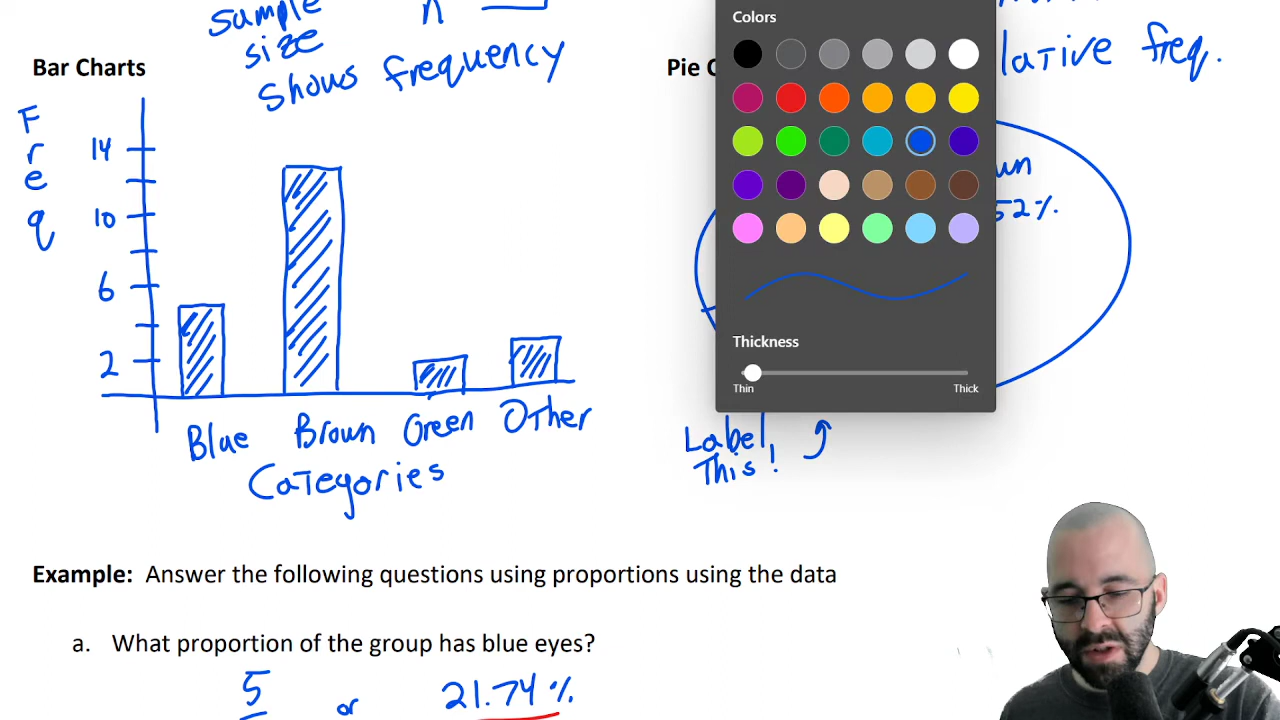 sample
size
n
shows frequency
Bar Charts
Freq
14
10
6
2
Blue Brown Green Other
Categories
Pie C
lative freq.
52%
Label
This!
Colors
Thickness
Thin Thick
Example: Answer the following questions using proportions using the data
a. What proportion of the group has blue eyes?
5 or 21.74%